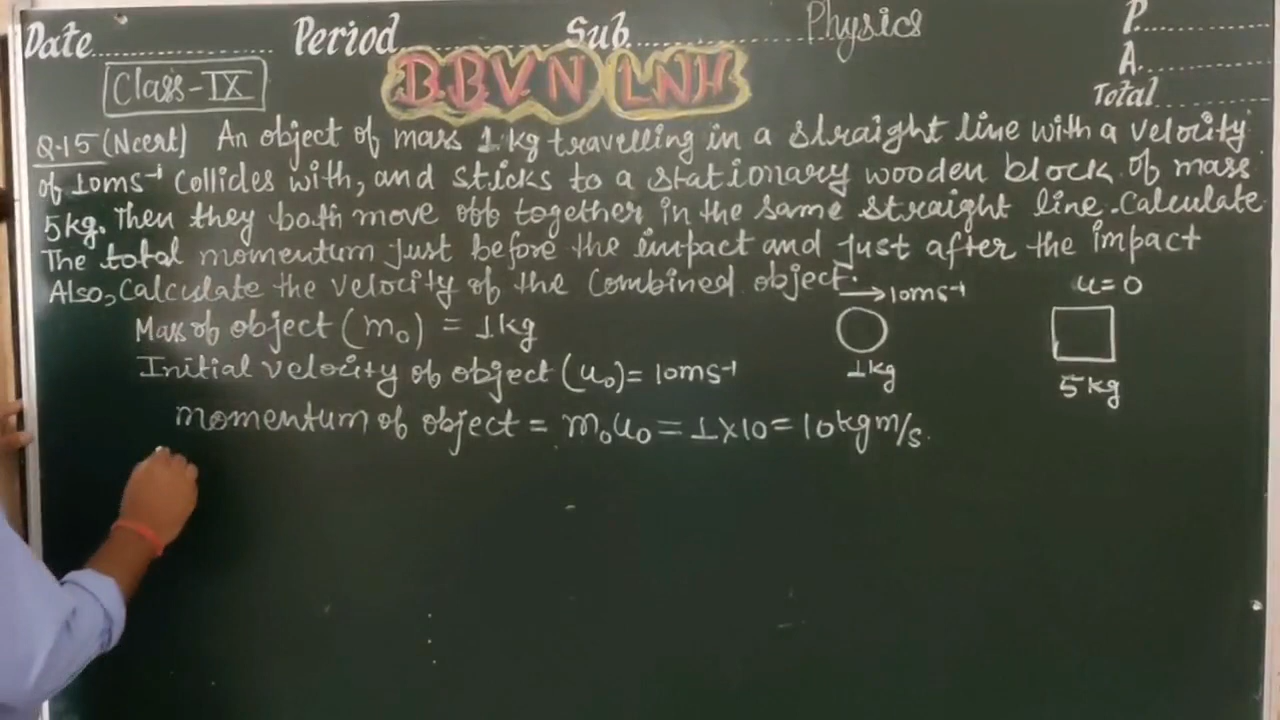 Date.................... Period........ Sub.................... Physics P.............
A.............
Class-IX BBVN LNH Total.............
Q.15 (Ncert) An object of mass 1 kg travelling in a straight line with a velocity
of 10ms⁻¹ collides with, and sticks to a stationary wooden block of mass
5kg. Then they both move off together in the same straight line. Calculate
The total momentum just before the impact and just after the impact
Also, Calculate the velocity of the Combined object.
→10ms⁻¹ u=0
Mass of object (m₀) = 1kg
Initial velocity of object (u₀)= 10ms⁻¹ 1kg 5kg
momentum of object = m₀u₀ = 1×10 = 10kgm/s.